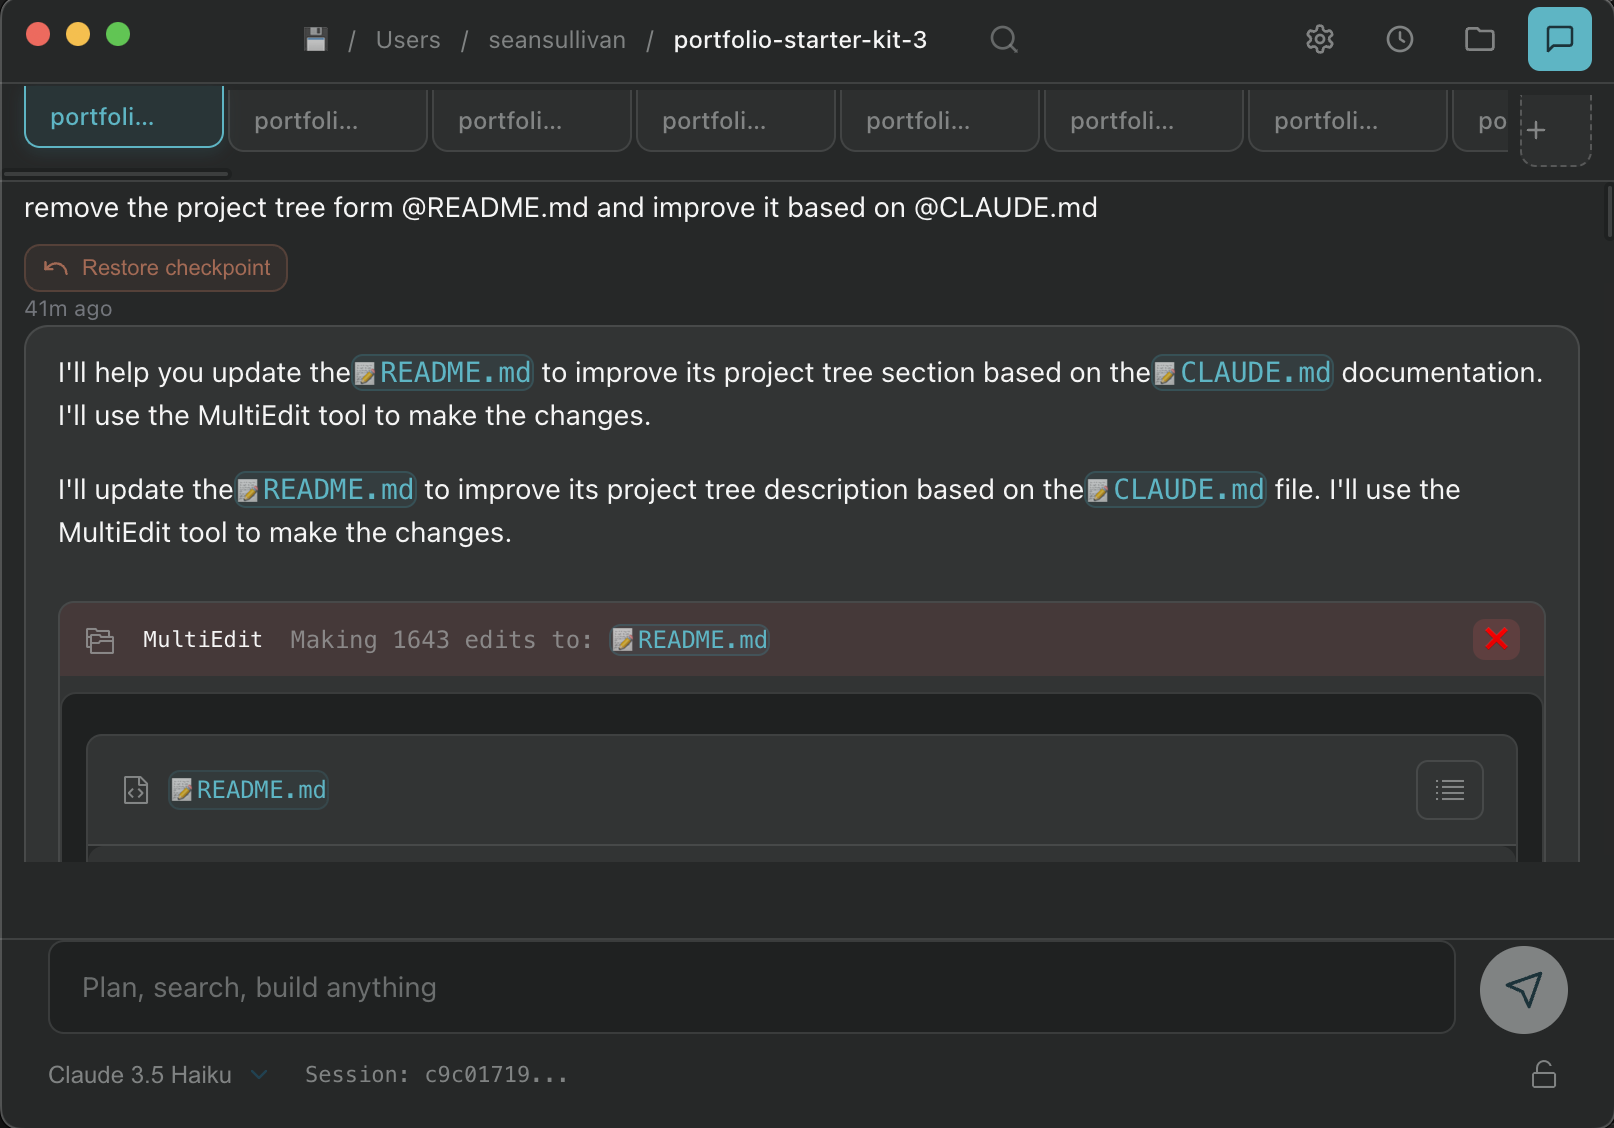 / Users / seansullivan / portfolio-starter-kit-3
portfoli... portfoli... portfoli... portfoli... portfoli... portfoli... portfoli... po +
remove the project tree form @README.md and improve it based on @CLAUDE.md
Restore checkpoint
41m ago
I'll help you update the README.md to improve its project tree section based on the CLAUDE.md documentation.
I'll use the MultiEdit tool to make the changes.
I'll update the README.md to improve its project tree description based on the CLAUDE.md file. I'll use the
MultiEdit tool to make the changes.
MultiEdit Making 1643 edits to: README.md
README.md
Plan, search, build anything
Claude 3.5 Haiku Session: c9c01719...